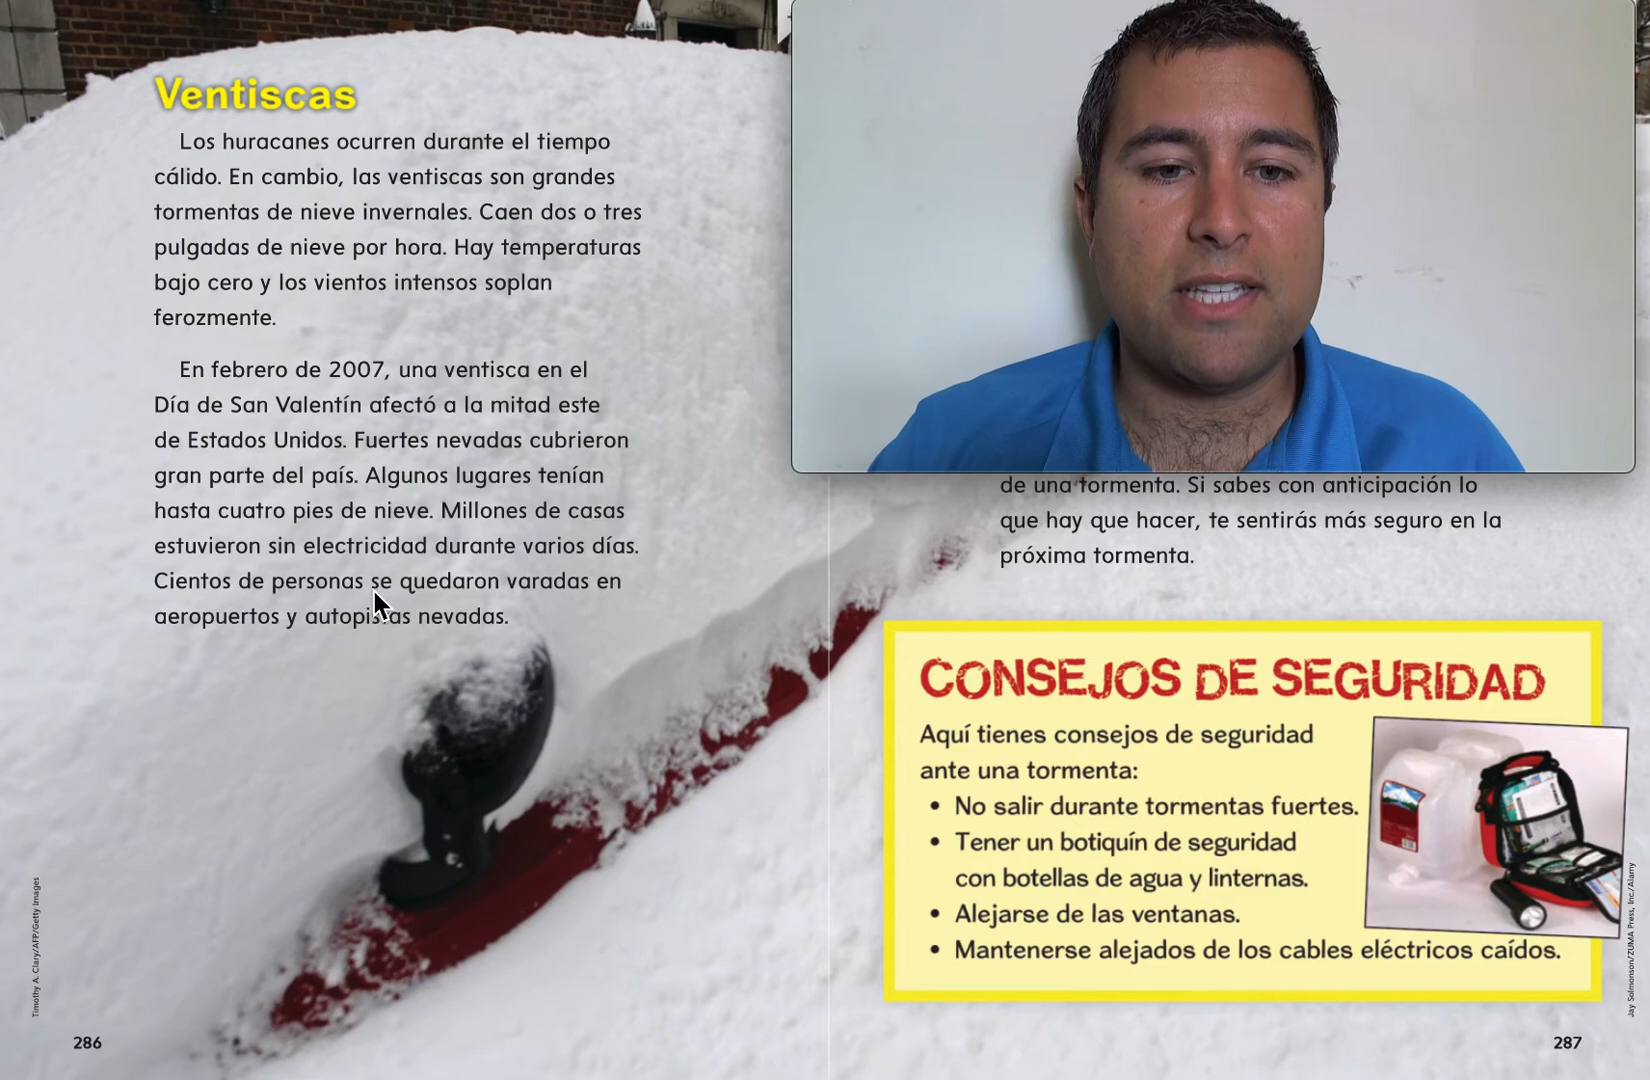 Ventiscas
Los huracanes ocurren durante el tiempo
cálido. En cambio, las ventiscas son grandes
tormentas de nieve invernales. Caen dos o tres
pulgadas de nieve por hora. Hay temperaturas
bajo cero y los vientos intensos soplan
ferozmente.
En febrero de 2007, una ventisca en el
Día de San Valentín afectó a la mitad este
de Estados Unidos. Fuertes nevadas cubrieron
gran parte del país. Algunos lugares tenían
hasta cuatro pies de nieve. Millones de casas
estuvieron sin electricidad durante varios días.
Cientos de personas se quedaron varadas en
aeropuertos y autopistas nevadas.
Timothy A. Clary/AFP/Getty Images
286
de una tormenta. Si sabes con anticipación lo
que hay que hacer, te sentirás más seguro en la
próxima tormenta.
CONSEJOS DE SEGURIDAD
Aquí tienes consejos de seguridad
ante una tormenta:
• No salir durante tormentas fuertes.
• Tener un botiquín de seguridad
con botellas de agua y linternas.
• Alejarse de las ventanas.
• Mantenerse alejados de los cables eléctricos caídos.
Jay Solmonson/ZUMA Press, Inc./Alamy
287